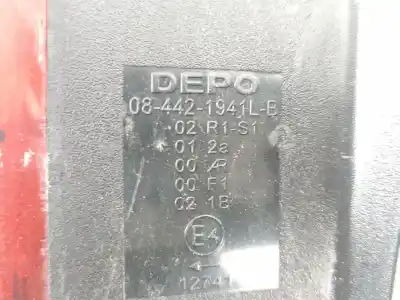 DEPO
08-442-1941L-B
02 R1-S1
01 2a
00 AR
00 F1
02 1B
E4